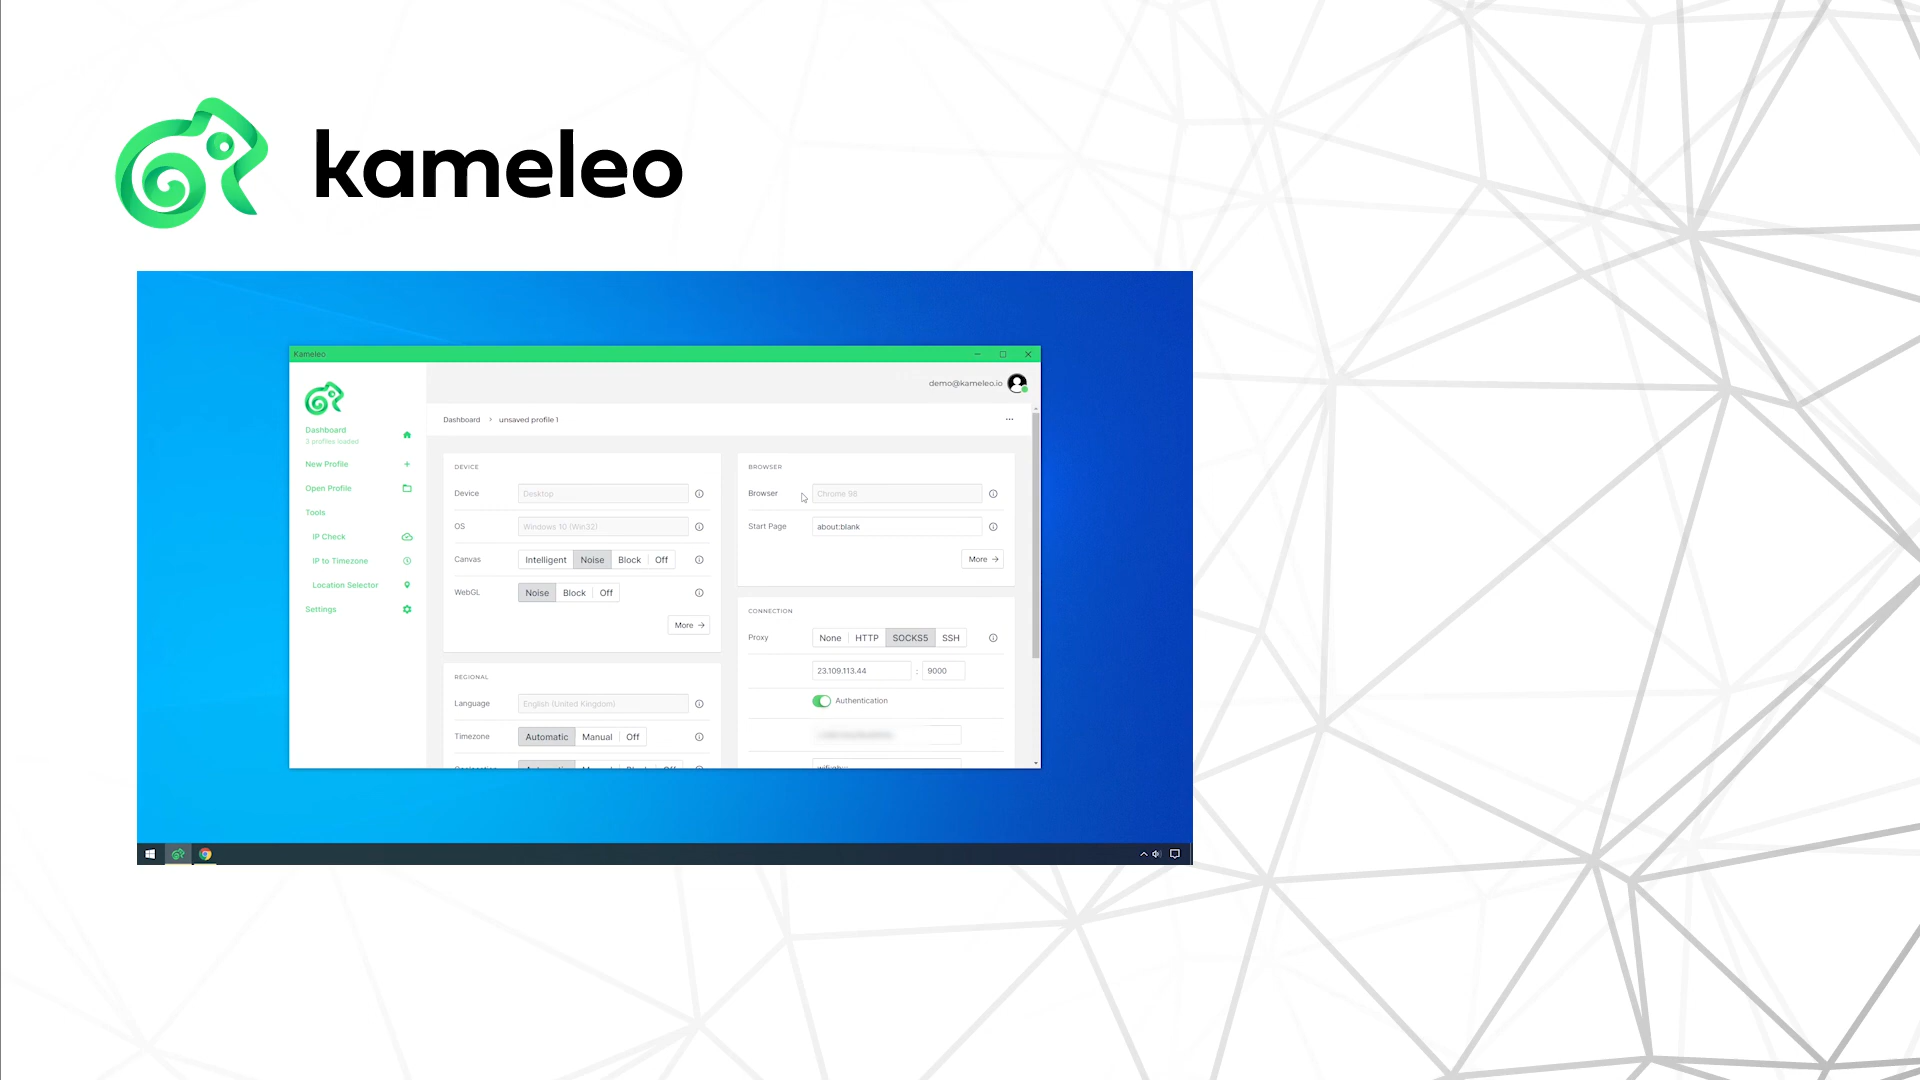 kameleo
Kameleo
demo@kameleo.io
Dashboard
3 profiles loaded
New Profile
Open Profile
Tools
IP Check
IP to Timezone
Location Selector
Settings
Dashboard > unsaved profile 1
DEVICE
Device Desktop
OS Windows 10 (Win32)
Canvas Intelligent Noise Block Off
WebGL Noise Block Off
More →
REGIONAL
Language English (United Kingdom)
Timezone Automatic Manual Off
BROWSER
Browser Chrome 98
Start Page about:blank
More →
CONNECTION
Proxy None HTTP SOCKS5 SSH
23.109.113.44 : 9000
Authentication